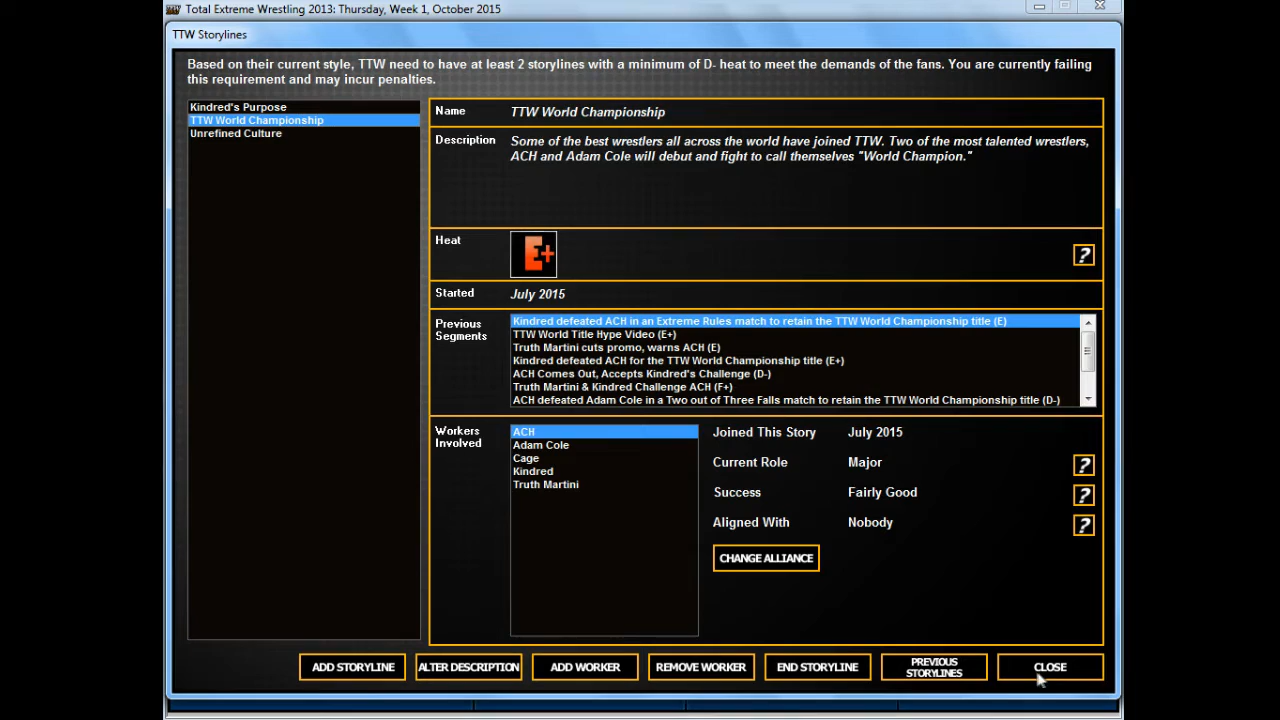 Total Extreme Wrestling 2013: Thursday, Week 1, October 2015
TTW Storylines
Based on their current style, TTW need to have at least 2 storylines with a minimum of D- heat to meet the demands of the fans. You are currently failing
this requirement and may incur penalties.
Kindred's Purpose
TTW World Championship
Unrefined Culture
Name TTW World Championship
Description Some of the best wrestlers all across the world have joined TTW. Two of the most talented wrestlers,
ACH and Adam Cole will debut and fight to call themselves "World Champion."
Heat E+ ?
Started July 2015
Previous Segments
Kindred defeated ACH in an Extreme Rules match to retain the TTW World Championship title (E)
TTW World Title Hype Video (E+)
Truth Martini cuts promo, warns ACH (E)
Kindred defeated ACH for the TTW World Championship title (E+)
ACH Comes Out, Accepts Kindred's Challenge (D-)
Truth Martini & Kindred Challenge ACH (F+)
ACH defeated Adam Cole in a Two out of Three Falls match to retain the TTW World Championship title (D-)
Workers Involved
ACH
Adam Cole
Cage
Kindred
Truth Martini
Joined This Story July 2015
Current Role Major ?
Success Fairly Good ?
Aligned With Nobody ?
CHANGE ALLIANCE
ADD STORYLINE ALTER DESCRIPTION ADD WORKER REMOVE WORKER END STORYLINE PREVIOUS STORYLINES CLOSE